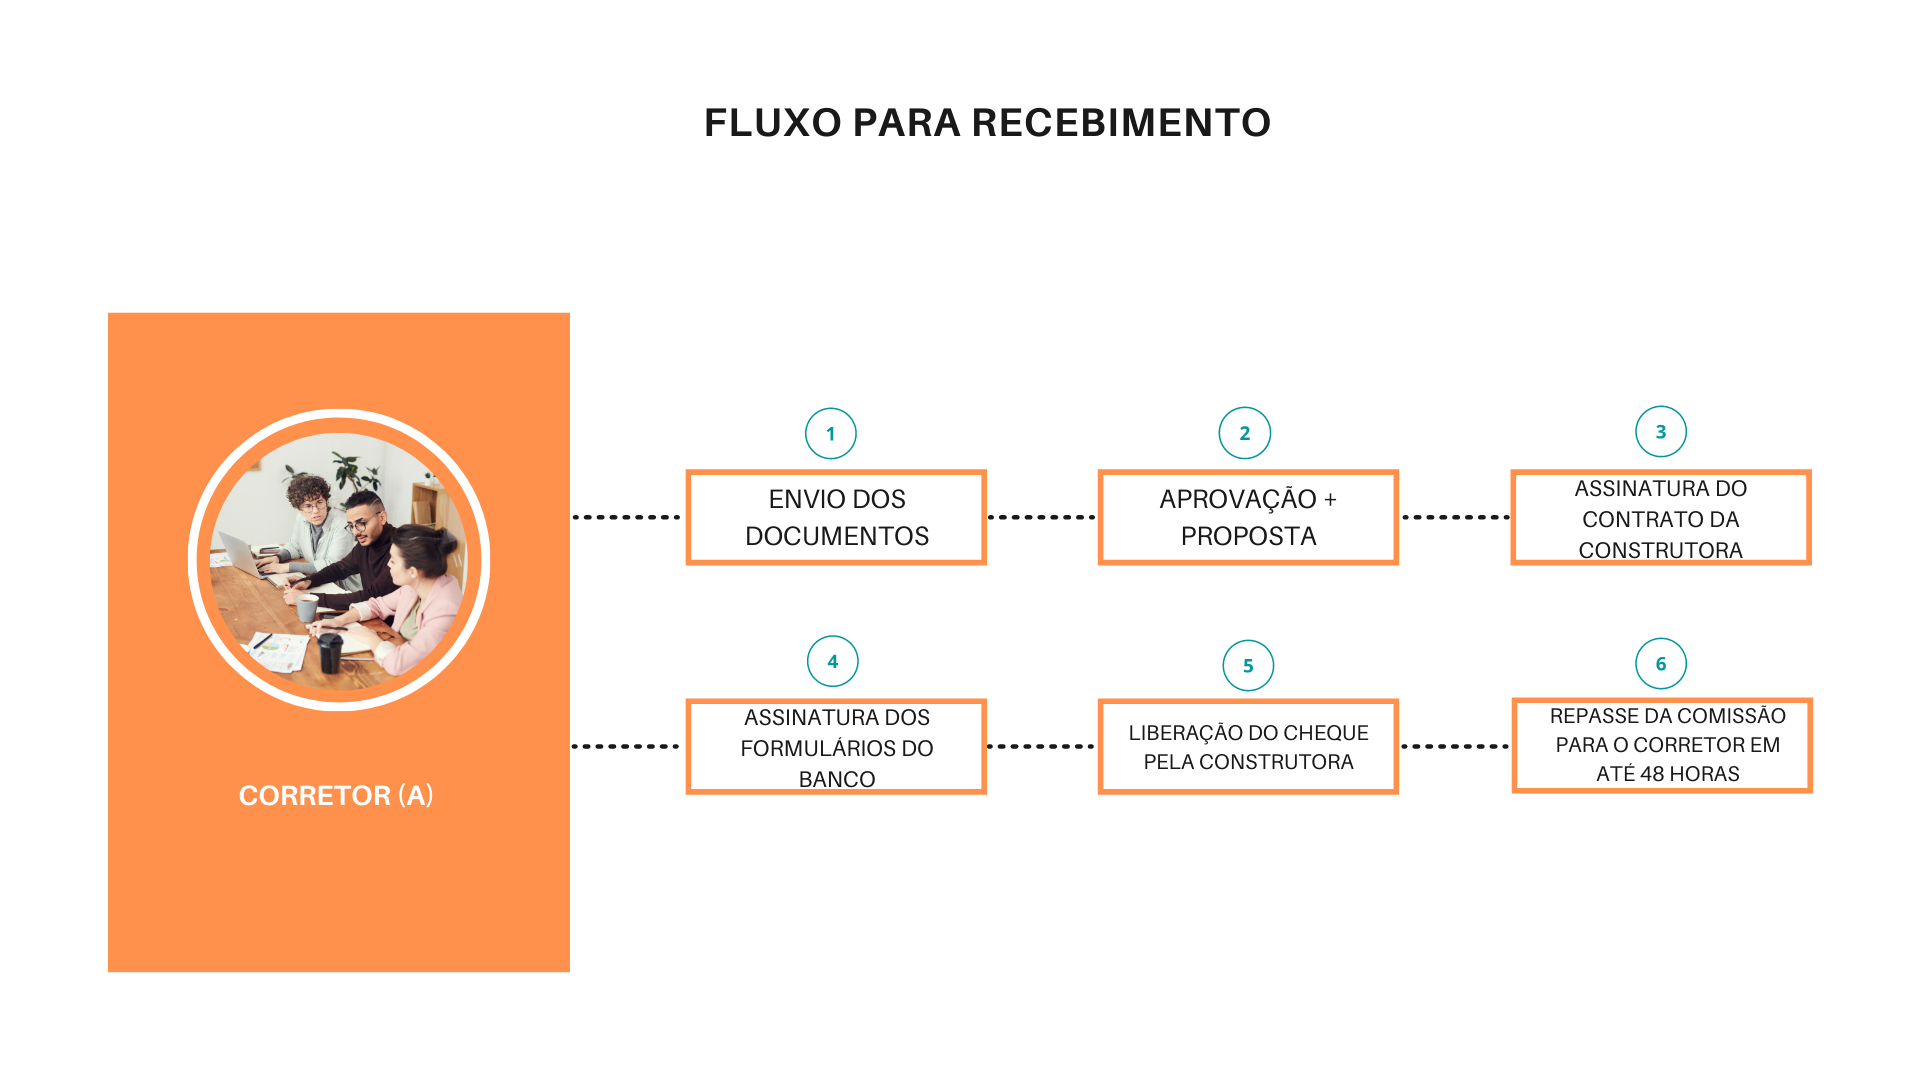 FLUXO PARA RECEBIMENTO
CORRETOR (A)
1
ENVIO DOS
DOCUMENTOS
2
APROVAÇÃO +
PROPOSTA
3
ASSINATURA DO
CONTRATO DA
CONSTRUTORA
4
ASSINATURA DOS
FORMULÁRIOS DO
BANCO
5
LIBERAÇÃO DO CHEQUE
PELA CONSTRUTORA
6
REPASSE DA COMISSÃO
PARA O CORRETOR EM
ATÉ 48 HORAS